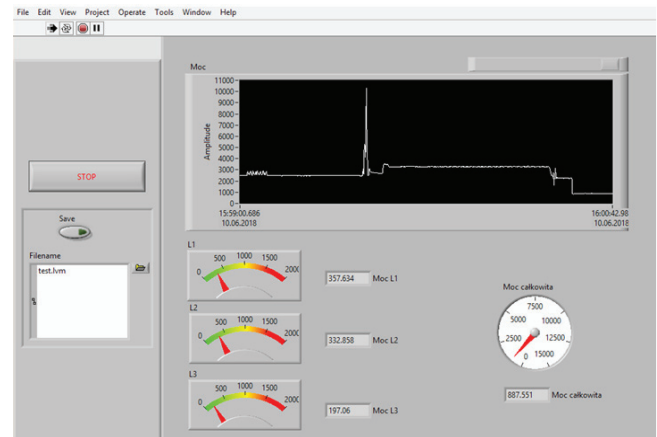 File Edit View Project Operate Tools Window Help
Moc
11000
10000
9000
8000
7000
6000
5000
4000
3000
2000
1000
0
Amplitude
15:59:00.686
10.06.2018
16:00:42.98
10.06.2018
STOP
Save
Filename
test.lvm
L1
0 500 1000 1500 2000
357.634 Moc L1
L2
0 500 1000 1500 2000
332.858 Moc L2
L3
0 500 1000 1500 2000
197.06 Moc L3
Moc całkowita
7500
5000 10000
2500 12500
0 15000
887.551 Moc całkowita